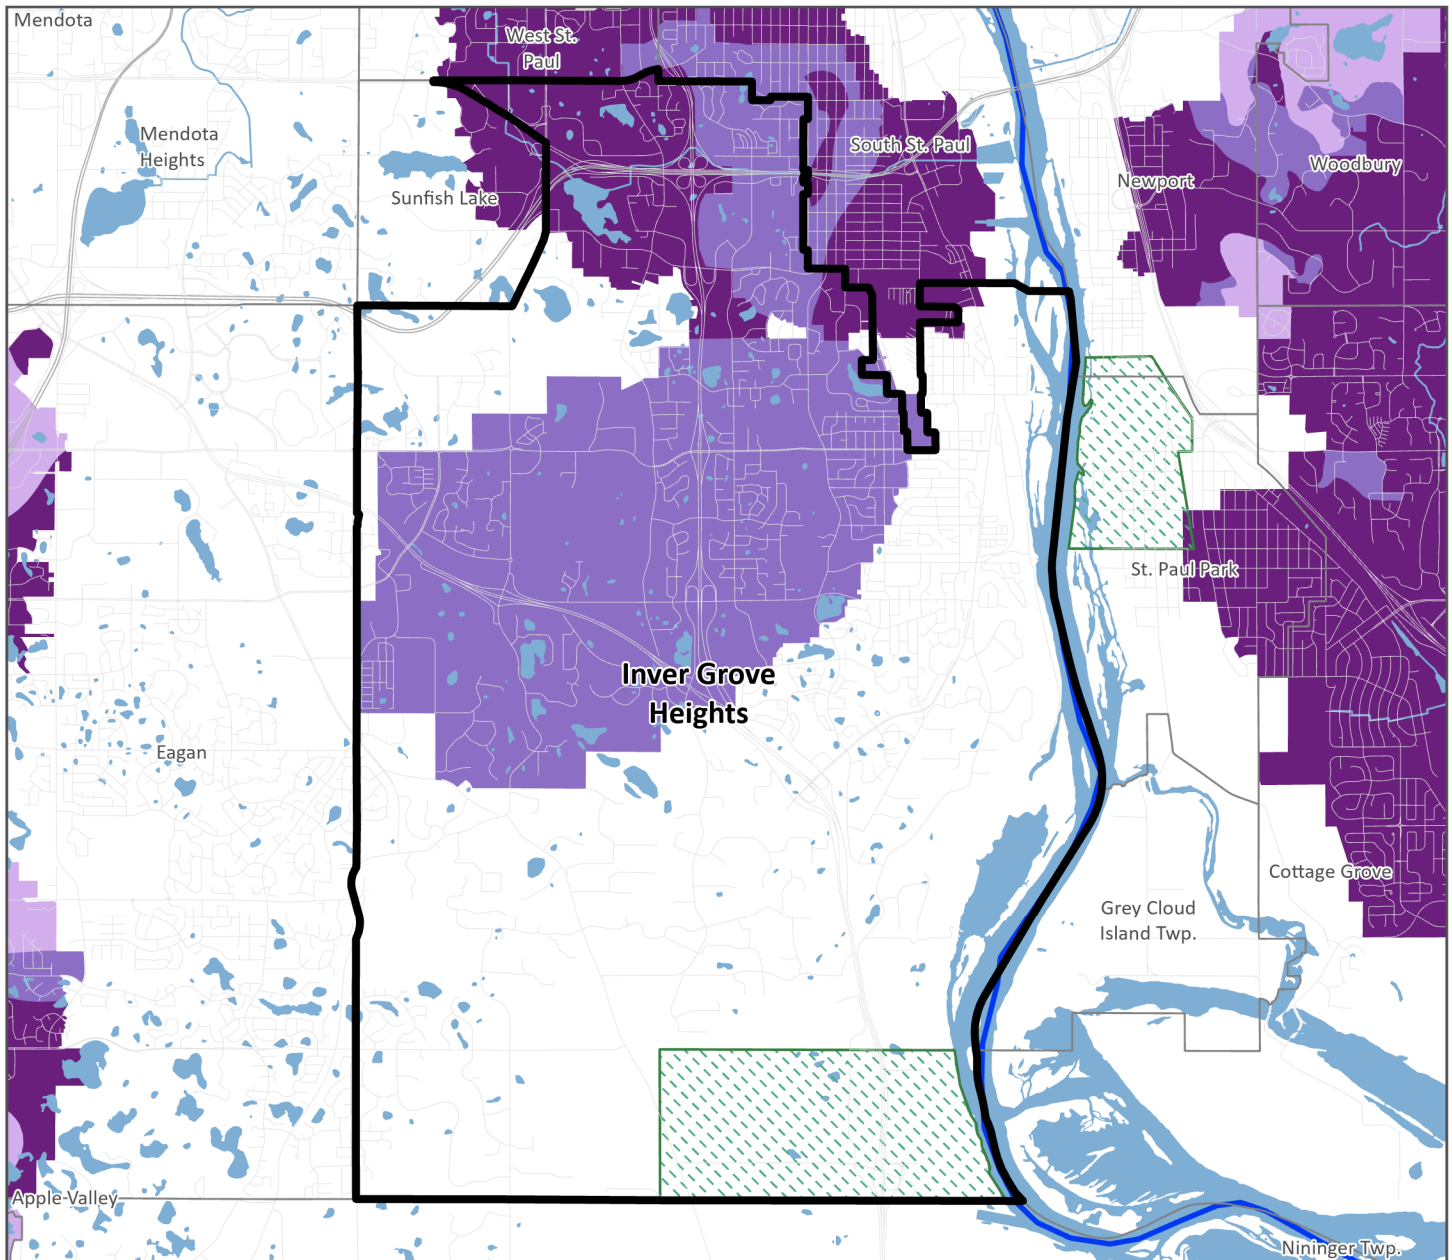 Mendota
West St.
Paul
Mendota
Heights
South St. Paul
Woodbury
Newport
Sunfish Lake
St. Paul Park
Inver Grove
Heights
Eagan
Cottage Grove
Grey Cloud
Island Twp.
Apple Valley
Nininger Twp.